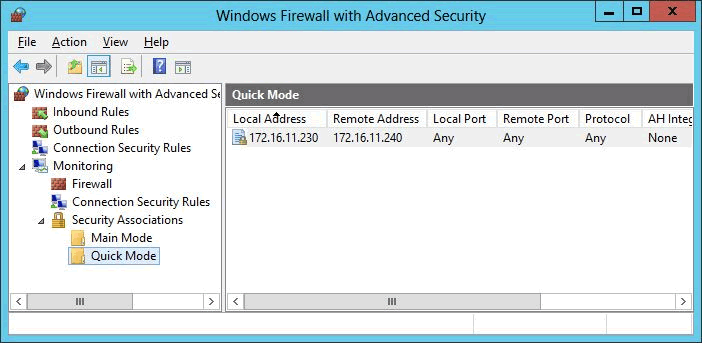 Windows Firewall with Advanced Security
File Action View Help
Windows Firewall with Advanced Se
Inbound Rules
Outbound Rules
Connection Security Rules
Monitoring
Firewall
Connection Security Rules
Security Associations
Main Mode
Quick Mode
Quick Mode
Local Address Remote Address Local Port Remote Port Protocol AH Integ
172.16.11.230 172.16.11.240 Any Any Any None